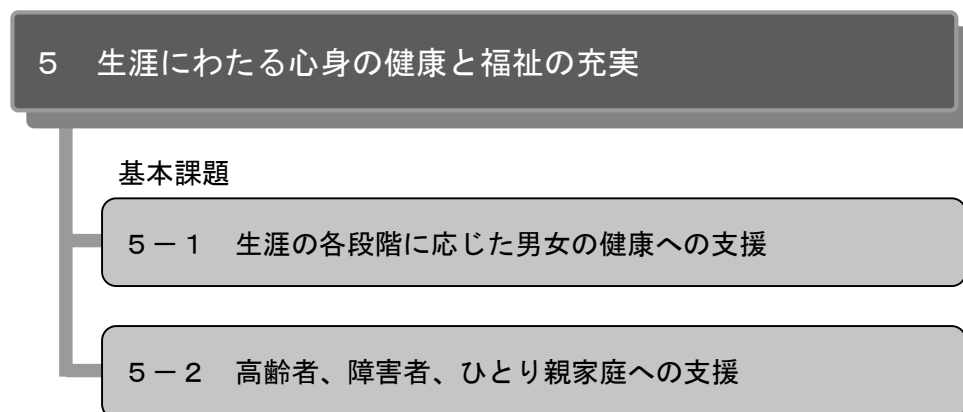 ５　生涯にわたる心身の健康と福祉の充実
基本課題
５－１　生涯の各段階に応じた男女の健康への支援
５－２　高齢者、障害者、ひとり親家庭への支援